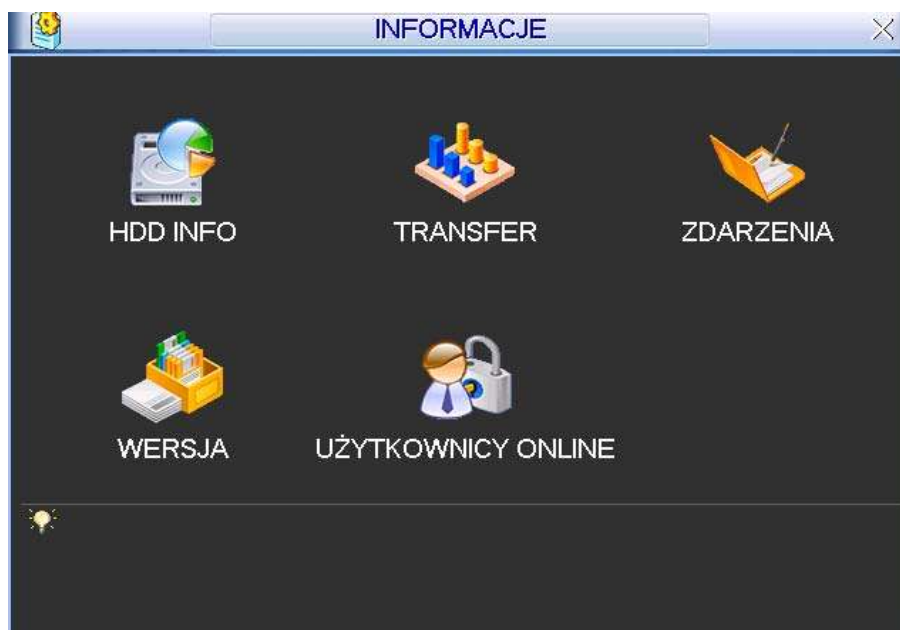 INFORMACJE
HDD INFO
TRANSFER
ZDARZENIA
WERSJA
UŻYTKOWNICY ONLINE